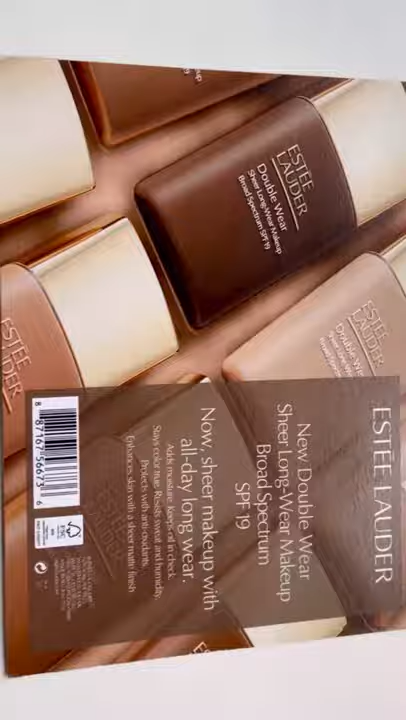 ESTĒE
LAUDER
Double Wear
Sheer Long-Wear Makeup
Broad Spectrum SPF 19
ESTĒE
LAUDER
Double
ESTĒE
LAUDER
ESTĒE LAUDER
New Double Wear
Sheer Long-Wear Makeup
Broad Spectrum
SPF 19
Now, sheer makeup with
all-day long wear.
Adds moisture. Keeps oil in check.
Stays color true. Resists sweat and humidity.
Protects with anti-oxidants.
Enhances skin with a sheer matte finish
8 87167 56673 6
FSC